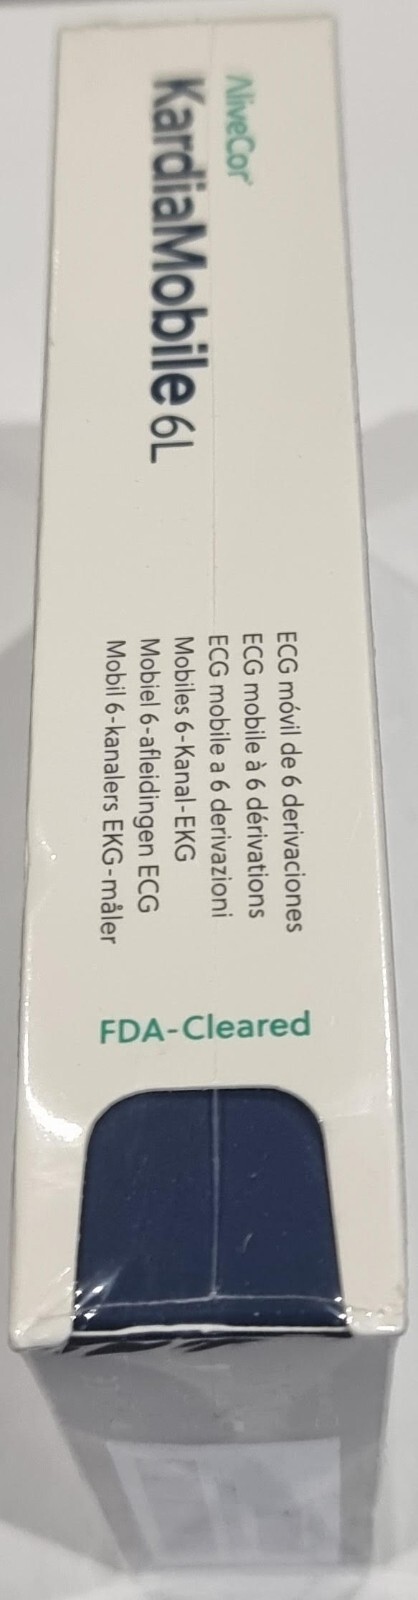 AliveCor®
KardiaMobile 6L
ECG móvil de 6 derivaciones
ECG mobile à 6 dérivations
ECG mobile a 6 derivazioni
Mobiles 6-Kanal-EKG
Mobiel 6-afleidingen ECG
Mobil 6-kanalers EKG-måler
FDA-Cleared